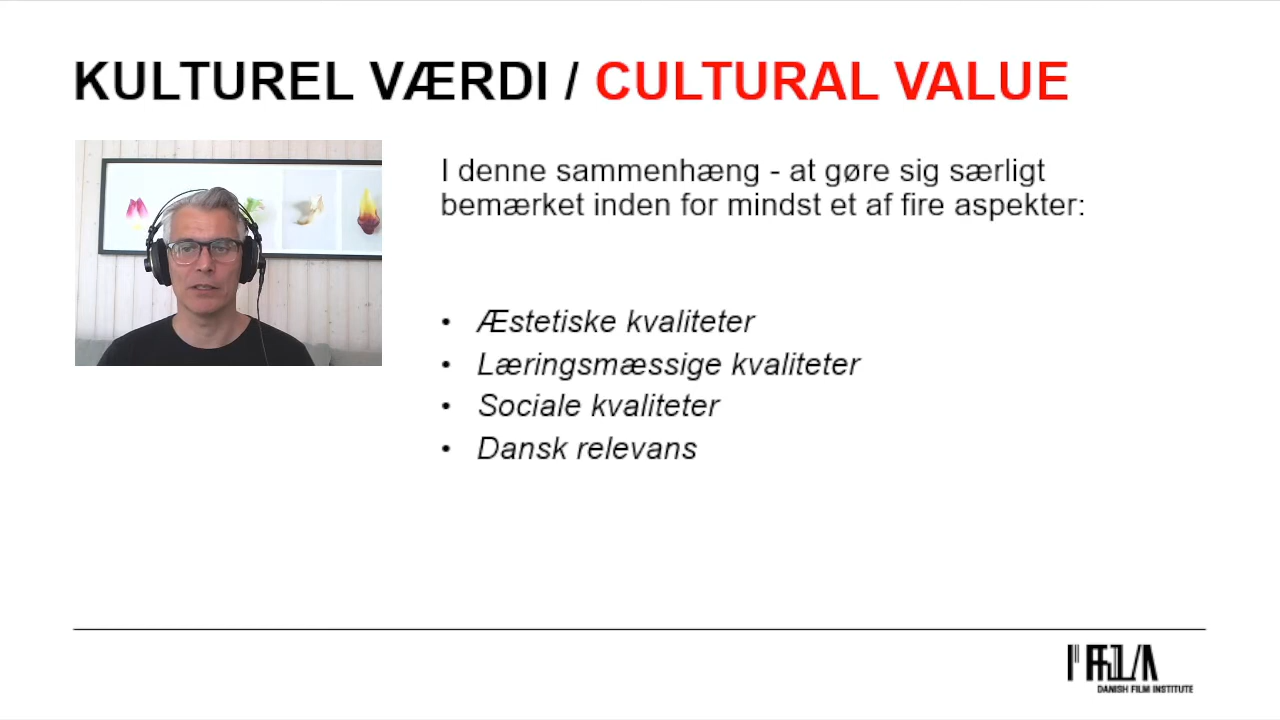 KULTUREL VÆRDI / CULTURAL VALUE
I denne sammenhæng - at gøre sig særligt
bemærket inden for mindst et af fire aspekter:
• Æstetiske kvaliteter
• Læringsmæssige kvaliteter
• Sociale kvaliteter
• Dansk relevans
DANISH FILM INSTITUTE